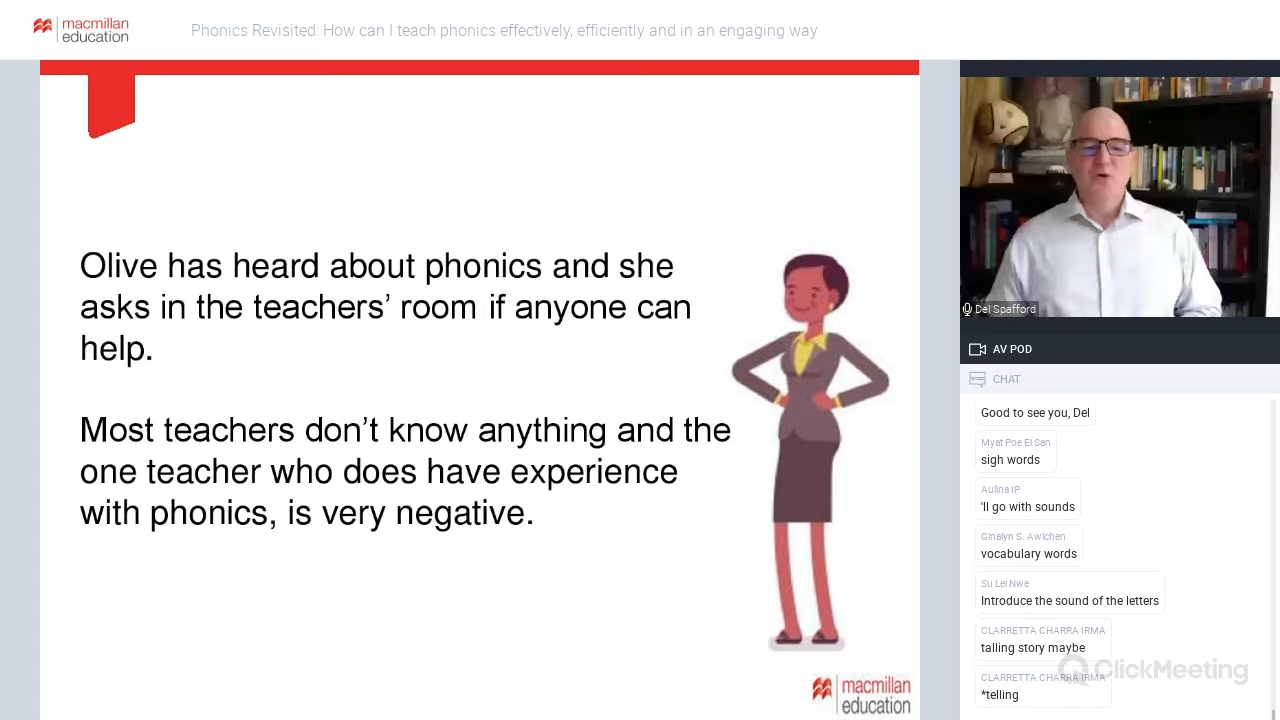 macmillan
education
Phonics Revisited: How can I teach phonics effectively, efficiently and in an engaging way
Olive has heard about phonics and she
asks in the teachers’ room if anyone can
help.
Most teachers don’t know anything and the
one teacher who does have experience
with phonics, is very negative.
macmillan
education
Del Spafford
AV POD
CHAT
Good to see you, Del
Myat Poe Ei San
sigh words
Aulina IP
'll go with sounds
Ginalyn S. Awichen
vocabulary words
Su Lei Nwe
Introduce the sound of the letters
CLARRETTA CHARRA IRMA
talling story maybe
CLARRETTA CHARRA IRMA
*telling
ClickMeeting